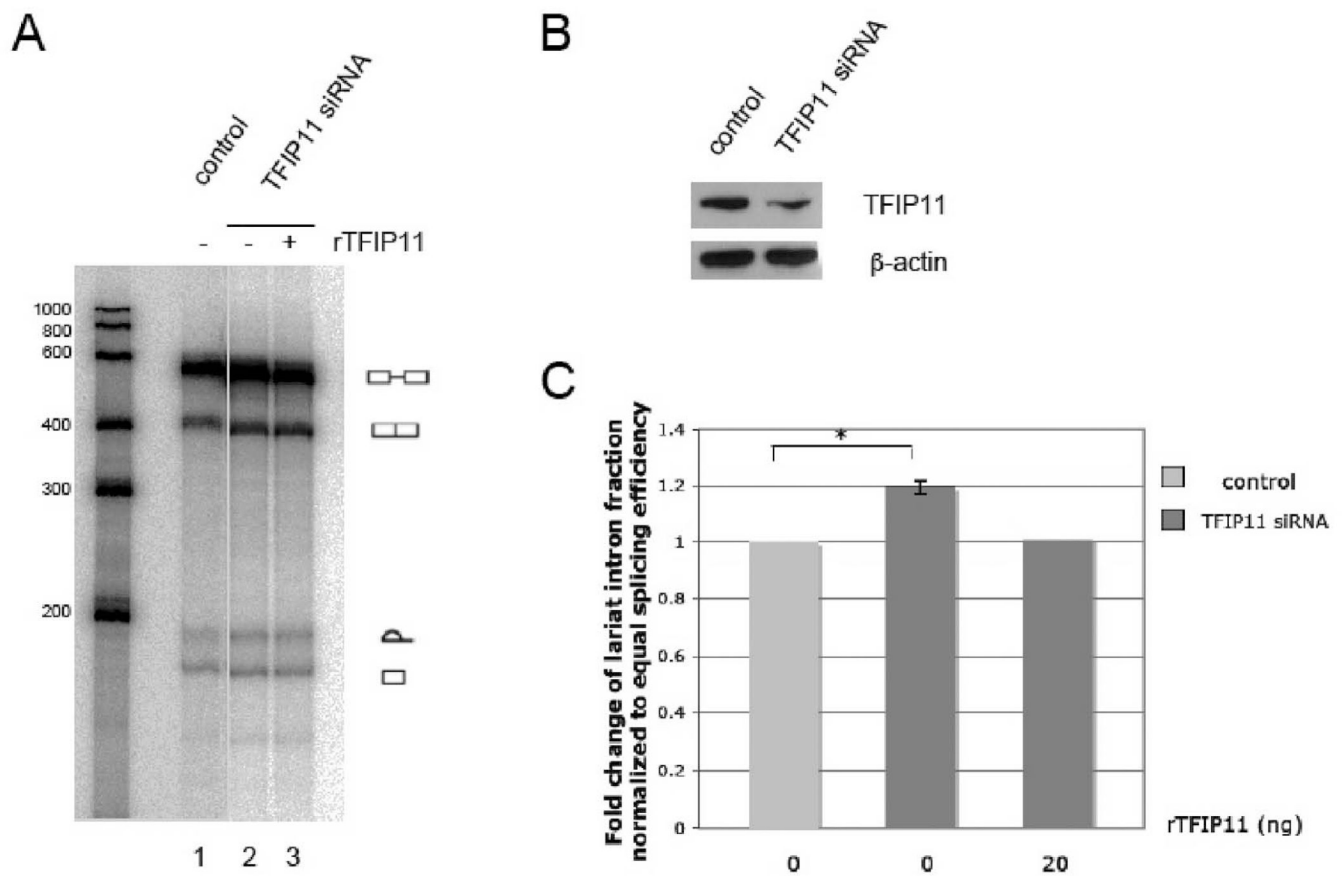 A
control
TFIP11 siRNA
- - + rTFIP11
1000
800
600
400
300
200
1 2 3
B
control
TFIP11 siRNA
TFIP11
β-actin
C
Fold change of lariat intron fraction
normalized to equal splicing efficiency
1.4
1.2
1
0.8
0.6
0.4
0.2
0
*
control
TFIP11 siRNA
rTFIP11 (ng)
0 0 20